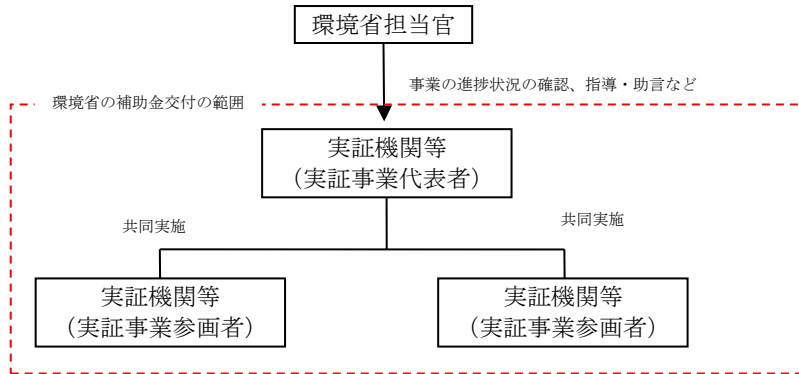 環境省担当官
事業の進捗状況の確認、指導・助言など
環境省の補助金交付の範囲
実証機関等
（実証事業代表者）
共同実施
共同実施
実証機関等
（実証事業参画者）
実証機関等
（実証事業参画者）